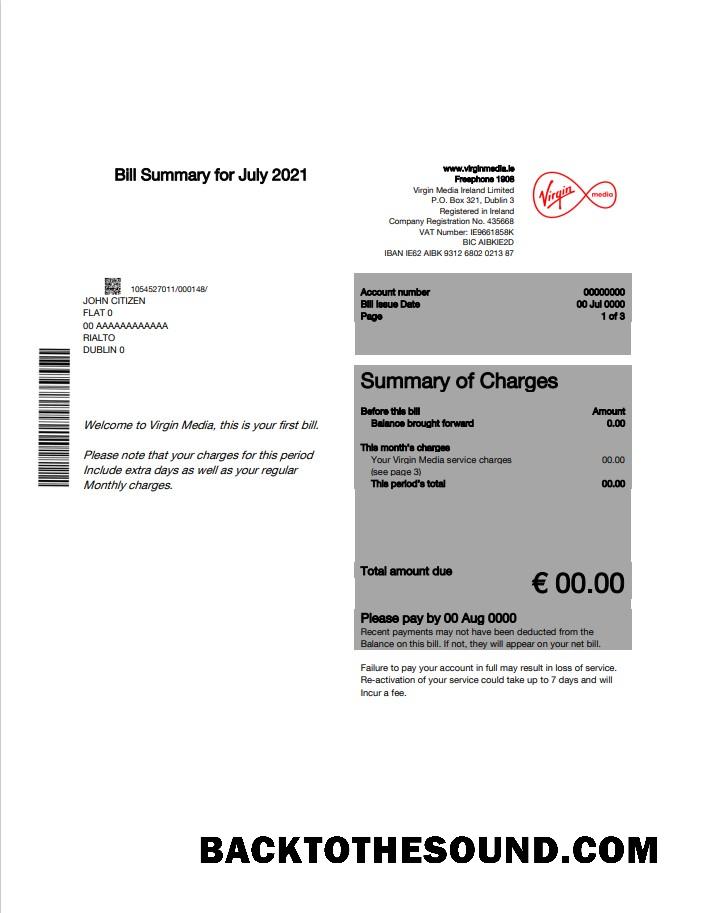 Bill Summary for July 2021
www.virginmedia.ie
Freephone 1908
Virgin Media Ireland Limited
P.O. Box 321, Dublin 3
Registered in Ireland
Company Registration No. 435668
VAT Number: IE9661858K
BIC AIBKIE2D
IBAN IE62 AIBK 9312 6802 0213 87
Virgin media
1054527011/000148/
JOHN CITIZEN
FLAT 0
00 AAAAAAAAAAAA
RIALTO
DUBLIN 0
Account number 00000000
Bill Issue Date 00 Jul 0000
Page 1 of 3
Welcome to Virgin Media, this is your first bill.
Please note that your charges for this period
Include extra days as well as your regular
Monthly charges.
Summary of Charges
Before this bill Amount
Balance brought forward 0.00
This month's charges
Your Virgin Media service charges 00.00
(see page 3)
This period's total 00.00
Total amount due € 00.00
Please pay by 00 Aug 0000
Recent payments may not have been deducted from the
Balance on this bill. If not, they will appear on your net bill.
Failure to pay your account in full may result in loss of service.
Re-activation of your service could take up to 7 days and will
Incur a fee.
BACKTOTHESOUND.COM